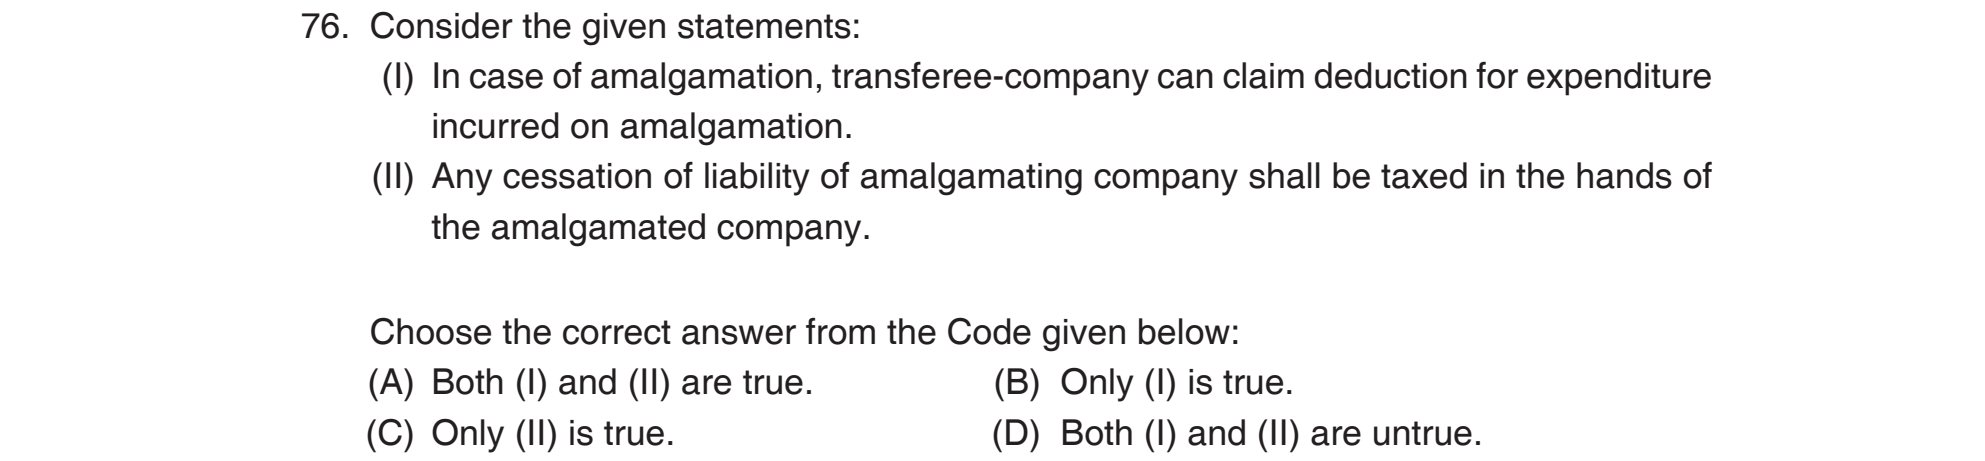 76. Consider the given statements:
(I) In case of amalgamation, transferee-company can claim deduction for expenditure
incurred on amalgamation.
(II) Any cessation of liability of amalgamating company shall be taxed in the hands of
the amalgamated company.
Choose the correct answer from the Code given below:
(A) Both (I) and (II) are true. (B) Only (I) is true.
(C) Only (II) is true. (D) Both (I) and (II) are untrue.